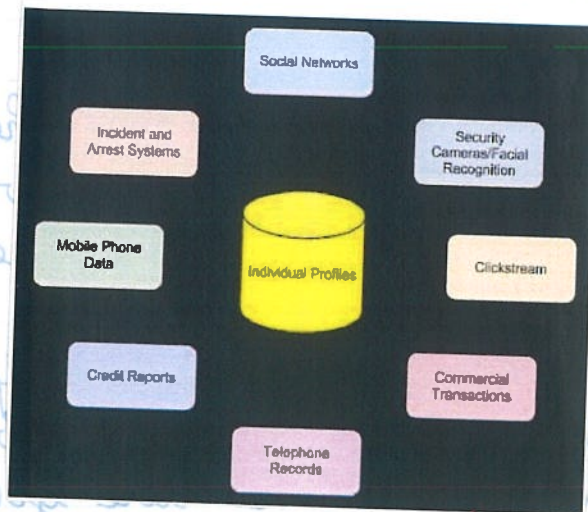 Social Networks
Incident and
Arrest Systems
Security
Cameras/Facial
Recognition
Mobile Phone
Data
Individual Profiles
Clickstream
Credit Reports
Commercial
Transactions
Telephone
Records